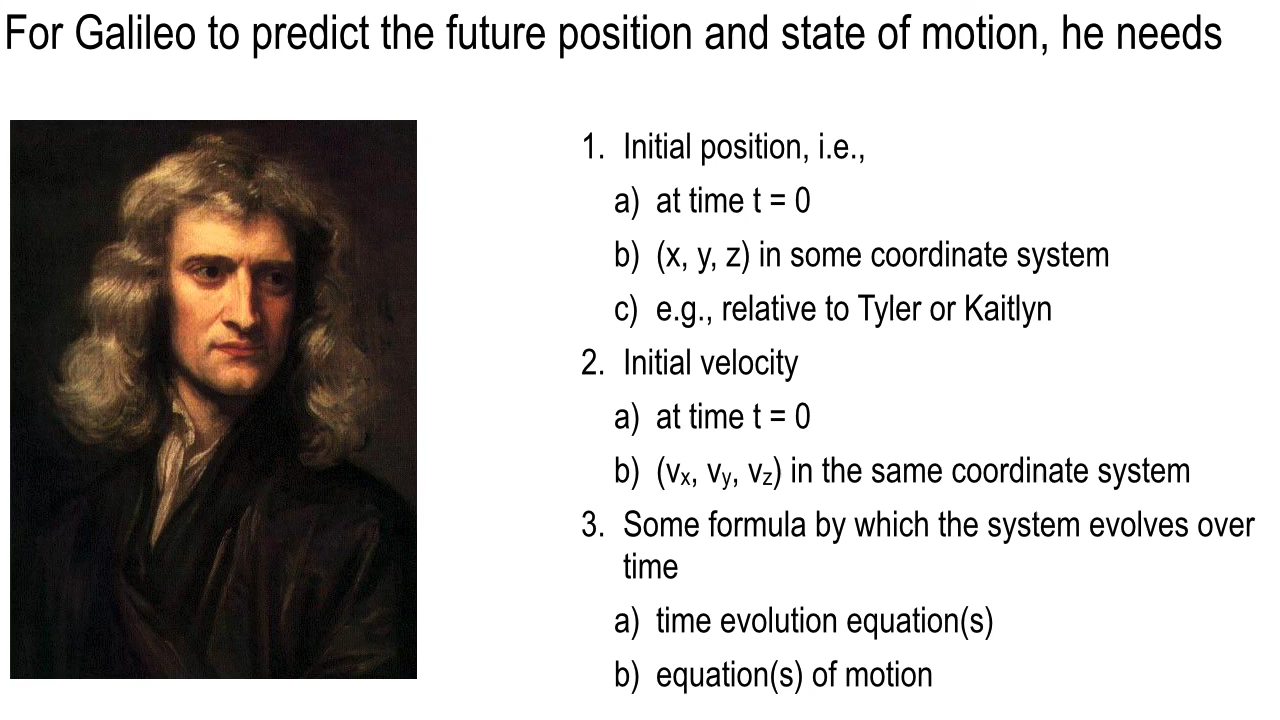 For Galileo to predict the future position and state of motion, he needs
1. Initial position, i.e.,
a) at time t = 0
b) (x, y, z) in some coordinate system
c) e.g., relative to Tyler or Kaitlyn
2. Initial velocity
a) at time t = 0
b) (vₓ, vᵧ, v₂) in the same coordinate system
3. Some formula by which the system evolves over
time
a) time evolution equation(s)
b) equation(s) of motion